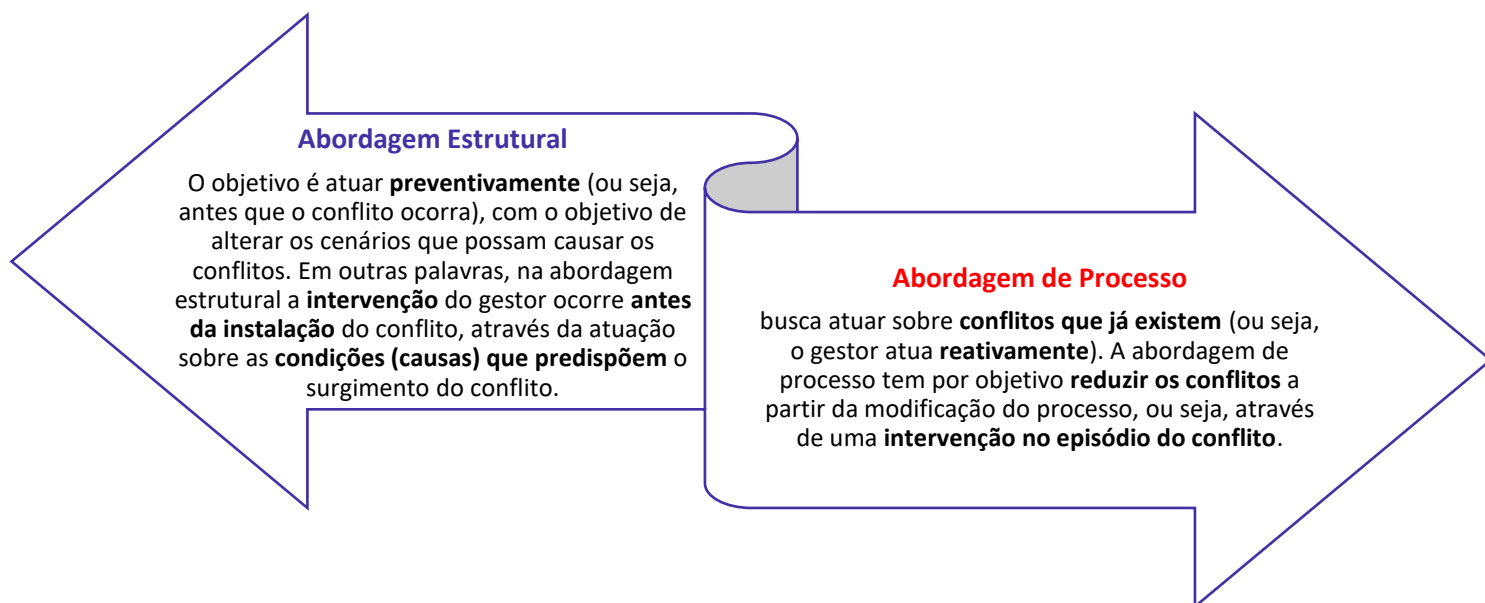 Abordagem Estrutural
O objetivo é atuar preventivamente (ou seja,
antes que o conflito ocorra), com o objetivo de
alterar os cenários que possam causar os
conflitos. Em outras palavras, na abordagem
estrutural a intervenção do gestor ocorre antes
da instalação do conflito, através da atuação
sobre as condições (causas) que predispõem o
surgimento do conflito.
Abordagem de Processo
busca atuar sobre conflitos que já existem (ou seja,
o gestor atua reativamente). A abordagem de
processo tem por objetivo reduzir os conflitos a
partir da modificação do processo, ou seja, através
de uma intervenção no episódio do conflito.